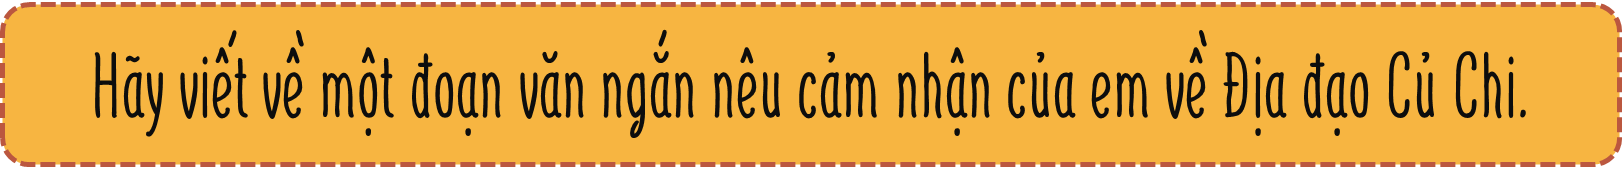 Hãy viết về một đoạn văn ngắn nêu cảm nhận của em về Địa đạo Củ Chi.